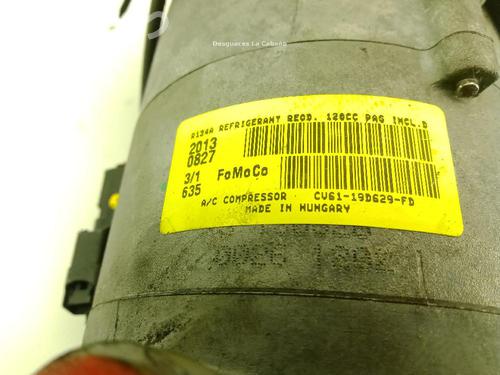 Desguaces La Cabaña
R134A REFRIGERANT REQD. 120CC PAG INCL.D
2013
0827
3/1
635
FoMoCo
A/C COMPRESSOR CV61-19D629-FD
MADE IN HUNGARY